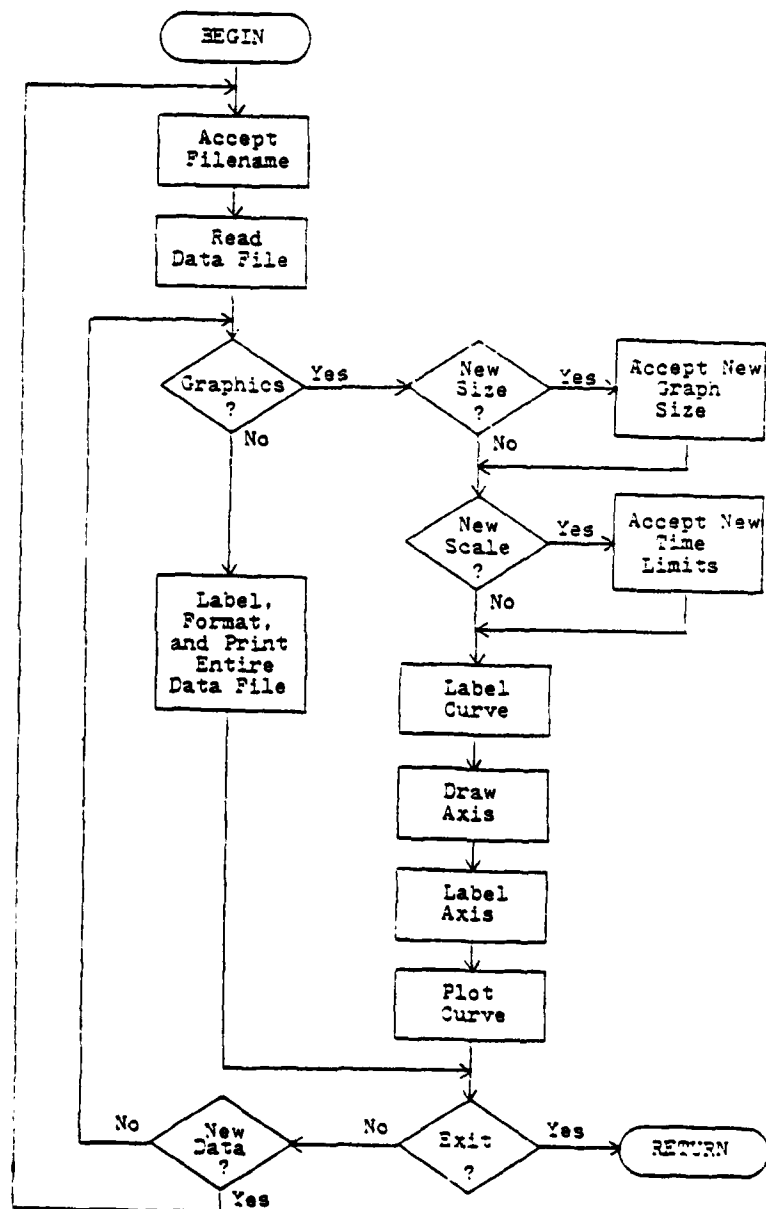 BEGIN
Accept
Filename
Read
Data File
Graphics
?
Yes
No
New
Size
?
Yes
No
Accept New
Graph
Size
New
Scale
?
Yes
No
Accept New
Time
Limits
Label,
Format,
and Print
Entire
Data File
Label
Curve
Draw
Axis
Label
Axis
Plot
Curve
Exit
?
Yes
RETURN
No
New
Data
?
No
Yes